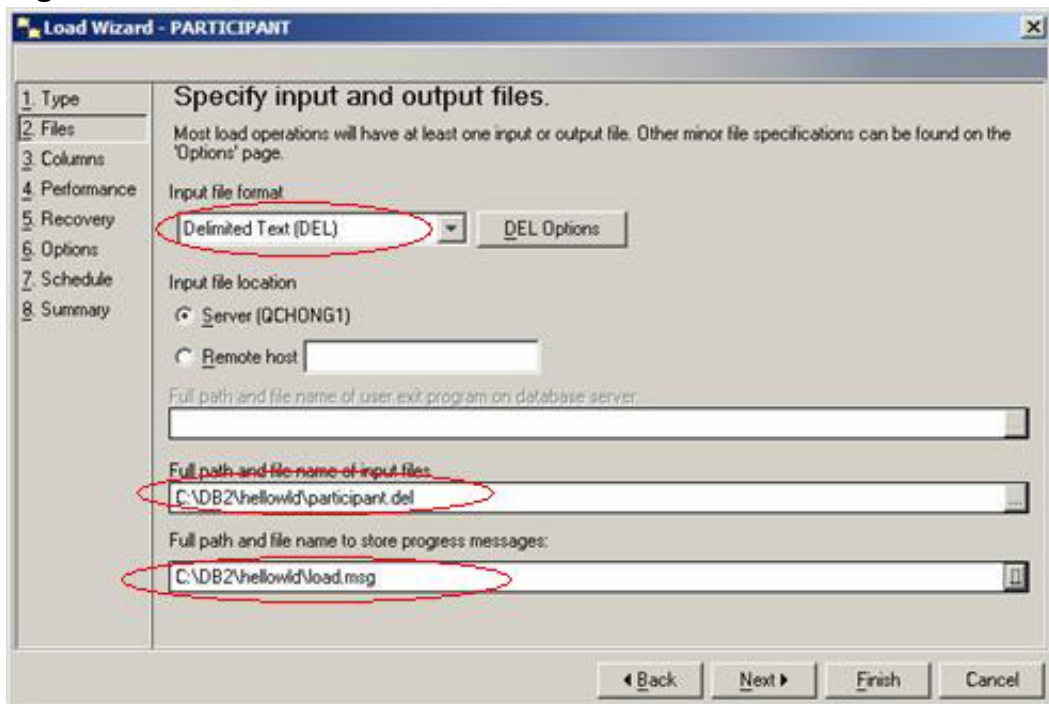 Load Wizard - PARTICIPANT
1. Type
2. Files
3. Columns
4. Performance
5. Recovery
6. Options
7. Schedule
8. Summary
Specify input and output files.
Most load operations will have at least one input or output file. Other minor file specifications can be found on the
'Options' page.
Input file format
Delimited Text (DEL)
DEL Options
Input file location
Server (QCHONG1)
Remote host
Full path and file name of user exit program on database server:
...
Full path and file name of input files
C:\DB2\hellowld\participant.del
...
Full path and file name to store progress messages:
C:\DB2\hellowld\load.msg
Back
Next
Finish
Cancel